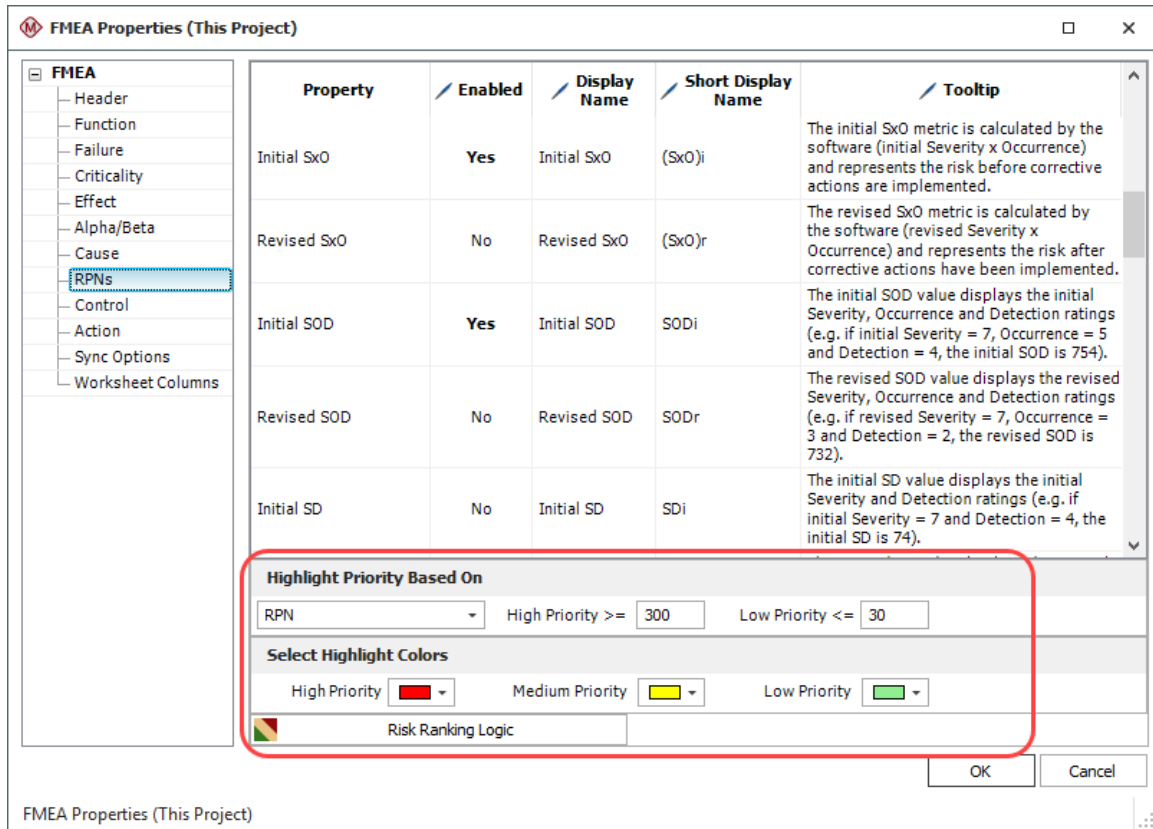 FMEA Properties (This Project)
FMEA
Header
Function
Failure
Criticality
Effect
Alpha/Beta
Cause
RPNs
Control
Action
Sync Options
Worksheet Columns
Property Enabled Display Name Short Display Name Tooltip
Initial SxO Yes Initial SxO (SxO)i
The initial SxO metric is calculated by the
software (initial Severity x Occurrence)
and represents the risk before corrective
actions are implemented.
Revised SxO No Revised SxO (SxO)r
The revised SxO metric is calculated by
the software (revised Severity x
Occurrence) and represents the risk after
corrective actions have been implemented.
Initial SOD Yes Initial SOD SODi
The initial SOD value displays the initial
Severity, Occurrence and Detection ratings
(e.g. if initial Severity = 7, Occurrence = 5
and Detection = 4, the initial SOD is 754).
Revised SOD No Revised SOD SODr
The revised SOD value displays the revised
Severity, Occurrence and Detection ratings
(e.g. if revised Severity = 7, Occurrence =
3 and Detection = 2, the revised SOD is
732).
Initial SD No Initial SD SDi
The initial SD value displays the initial
Severity and Detection ratings (e.g. if
initial Severity = 7 and Detection = 4, the
initial SD is 74).
Highlight Priority Based On
RPN High Priority >= 300 Low Priority <= 30
Select Highlight Colors
High Priority Medium Priority Low Priority
Risk Ranking Logic
OK Cancel
FMEA Properties (This Project)